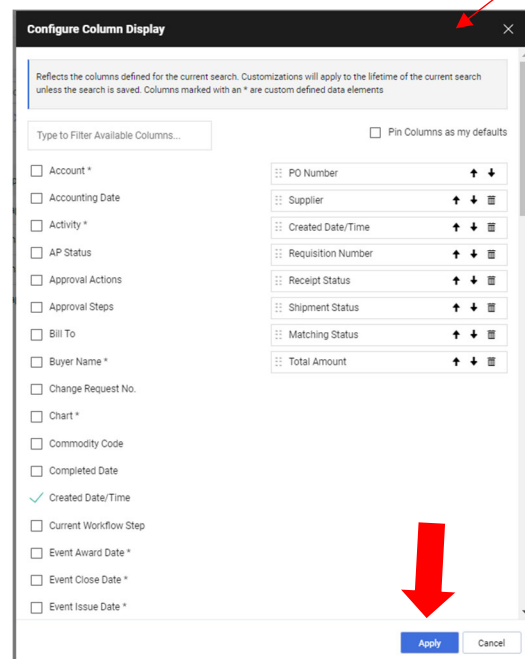 Configure Column Display
Reflects the columns defined for the current search. Customizations will apply to the lifetime of the current search
unless the search is saved. Columns marked with an * are custom defined data elements
Type to Filter Available Columns...
Pin Columns as my defaults
Account *
Accounting Date
Activity *
AP Status
Approval Actions
Approval Steps
Bill To
Buyer Name *
Change Request No.
Chart *
Commodity Code
Completed Date
Created Date/Time
Current Workflow Step
Event Award Date *
Event Close Date *
Event Issue Date *
PO Number
Supplier
Created Date/Time
Requisition Number
Receipt Status
Shipment Status
Matching Status
Total Amount
Apply
Cancel